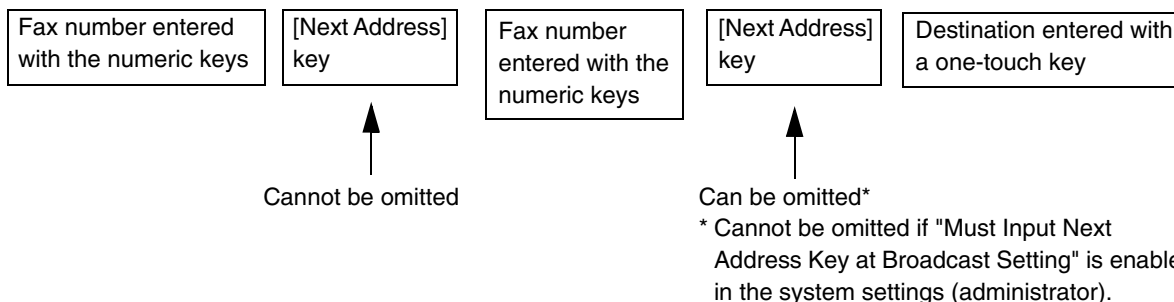 Fax number entered
with the numeric keys
[Next Address]
key
Fax number
entered with the
numeric keys
[Next Address]
key
Destination entered with
a one-touch key
Cannot be omitted
Can be omitted*
* Cannot be omitted if "Must Input Next
Address Key at Broadcast Setting" is enable
in the system settings (administrator).